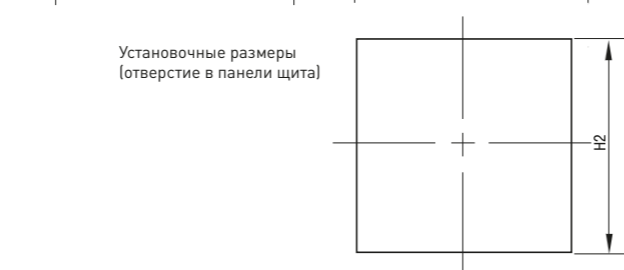 Установочные размеры
(отверстие в панели щита)
H2